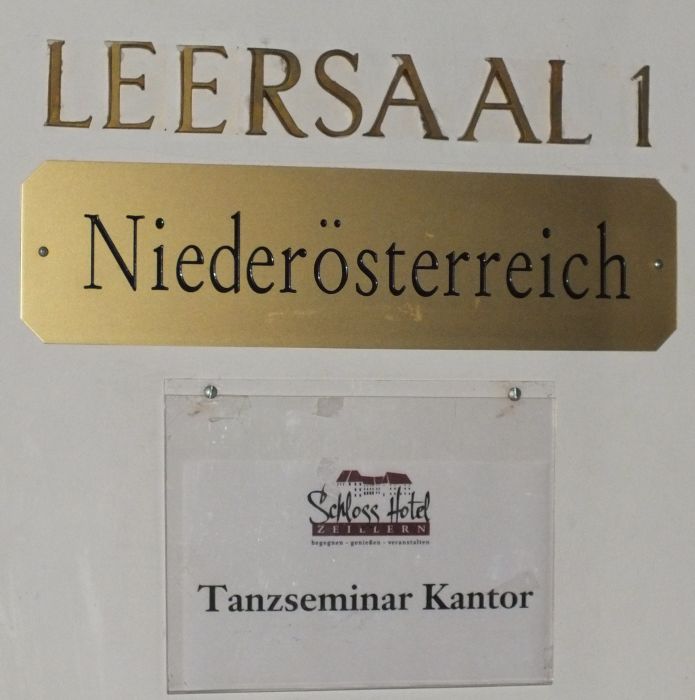 LEERSAAL 1
Niederösterreich
Schloss Hotel
ZEILLERN
begegnen - genießen - veranstalten
Tanzseminar Kantor